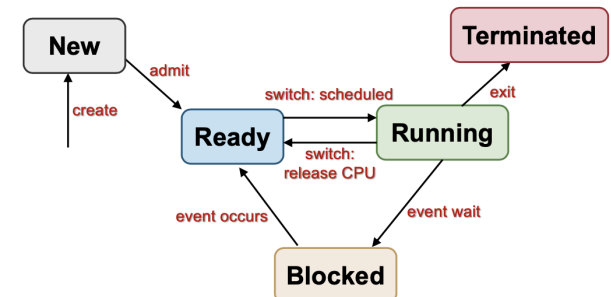 Terminated
New
admit
switch: scheduled
exit
create
Ready
Running
switch:
release CPU
event occurs
event wait
Blocked